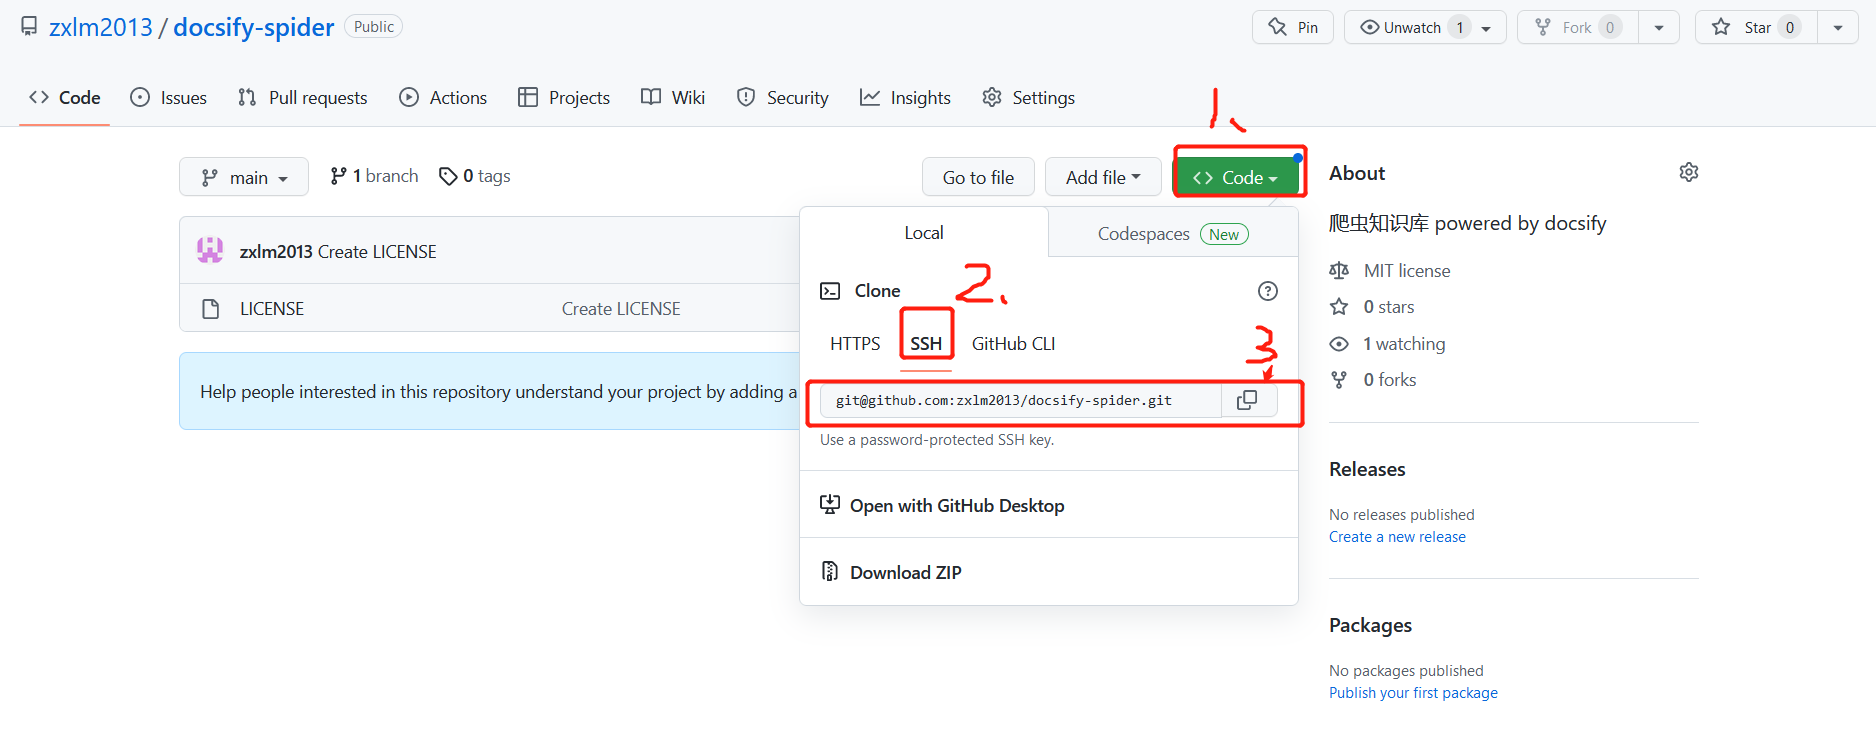 zxlm2013 / docsify-spider Public
Pin Unwatch 1 Fork 0 Star 0
Code Issues Pull requests Actions Projects Wiki Security Insights Settings
1、
main 1 branch 0 tags Go to file Add file Code
zxlm2013 Create LICENSE
LICENSE Create LICENSE
Help people interested in this repository understand your project by adding a
Local Codespaces New
2、
Clone
HTTPS SSH GitHub CLI
3
git@github.com:zxlm2013/docsify-spider.git
Use a password-protected SSH key.
Open with GitHub Desktop
Download ZIP
About
爬虫知识库 powered by docsify
MIT license
0 stars
1 watching
0 forks
Releases
No releases published
Create a new release
Packages
No packages published
Publish your first package